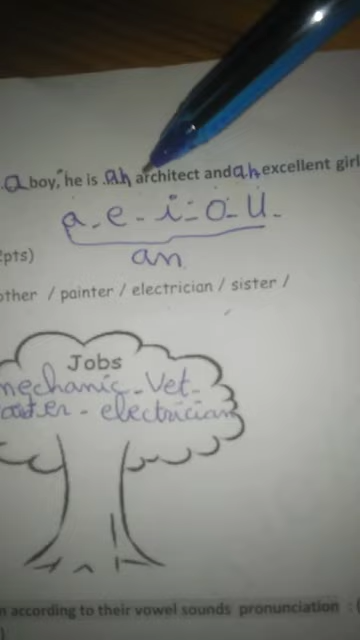 a boy, he is an architect and an excellent girl
a - e - i - o - u -
an
pts)
other / painter / electrician / sister /
Jobs
mechanic - Vet -
electrician
according to their vowel sounds pronunciation : (